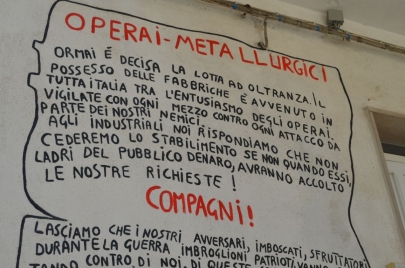 OPERAI-METALLURGICI
ORMAI É DECISA LA LOTTA AD OLTRANZA. IL
POSSESSO DELLE FABBRICHE É AVVENUTO IN
TUTTA ITALIA TRA L'ENTUSIASMO DEGLI OPERAI.
VIGILATE CON OGNI MEZZO CONTRO OGNI ATTACCO DA
PARTE DEI NOSTRI NEMICI
AGLI INDUSTRIALI NOI RISPONDIAMO CHE NON
CEDEREMO LO STABILIMENTO SE NON QUANDO ESSI,
LADRI DEL PUBBLICO DENARO, AVRANNO ACCOLTO
LE NOSTRE RICHIESTE!
COMPAGNI!
LASCIAMO CHE I NOSTRI AVVERSARI, IMBOSCATI, SFRUTTATORI
DURANTE LA GUERRA IMBROGLIONI PATRIOTI, VANNO
TANDO CONTRO DI NOI, DI QUESTE